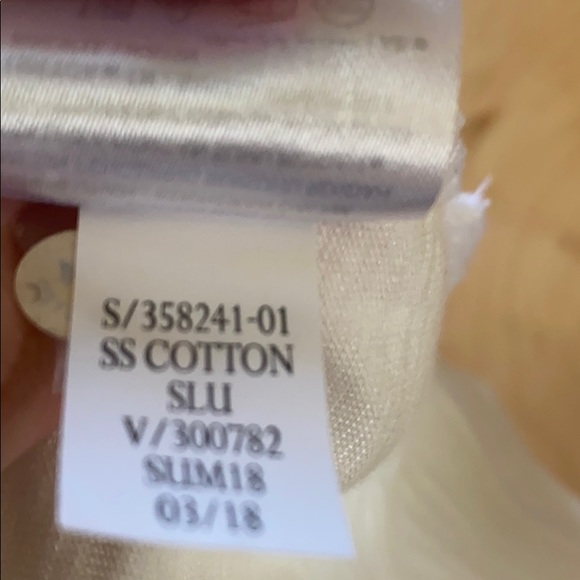 S/358241-01
SS COTTON
SLU
V/300782
SUM18
03/18